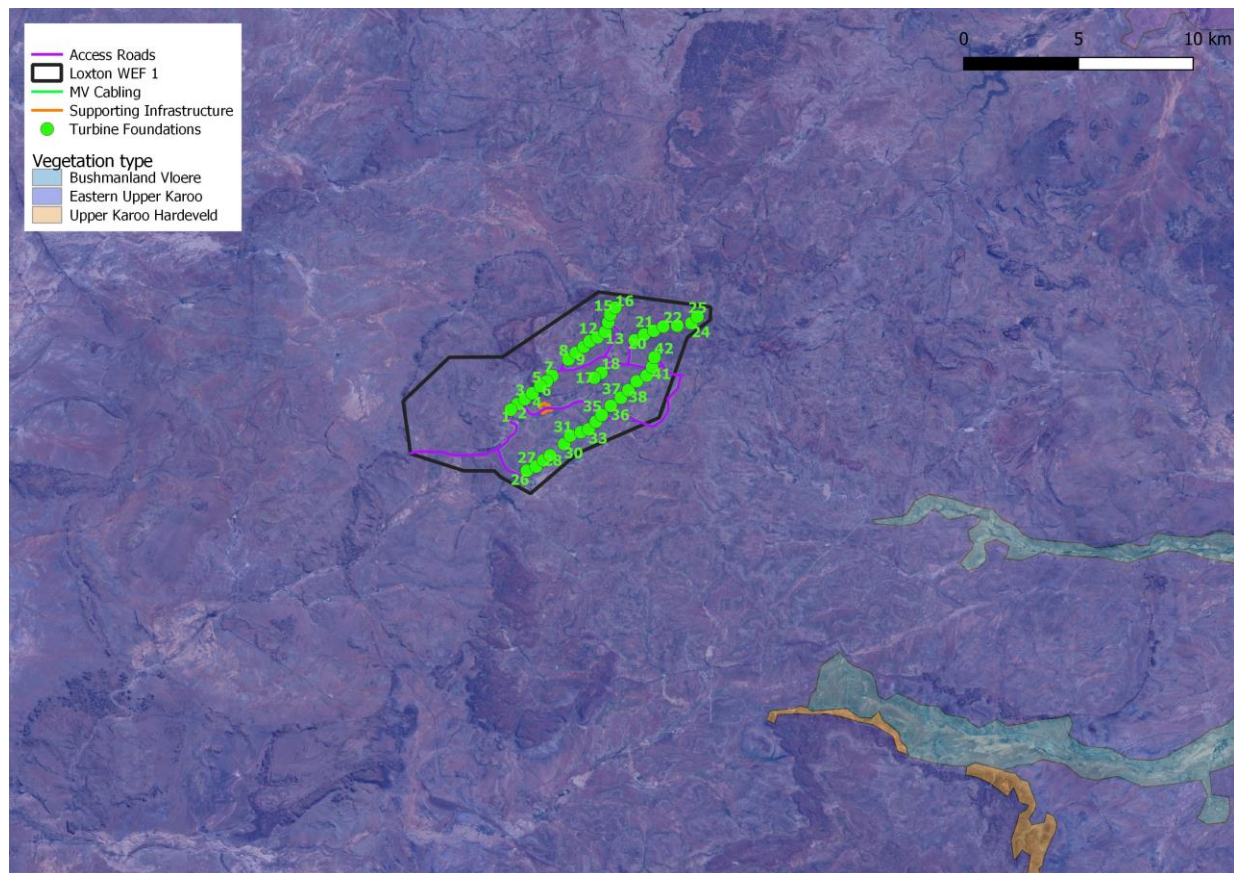 Access Roads
Loxton WEF 1
MV Cabling
Supporting Infrastructure
Turbine Foundations
Vegetation type
Bushmanland Vloere
Eastern Upper Karoo
Upper Karoo Hardeveld
0 5 10 km
15 16
25
12 21 22
13 24
20
8 42
9
7 18
5 17 41
3 6 37
4 38
1 2 35
36
31 33
30
27 28
26